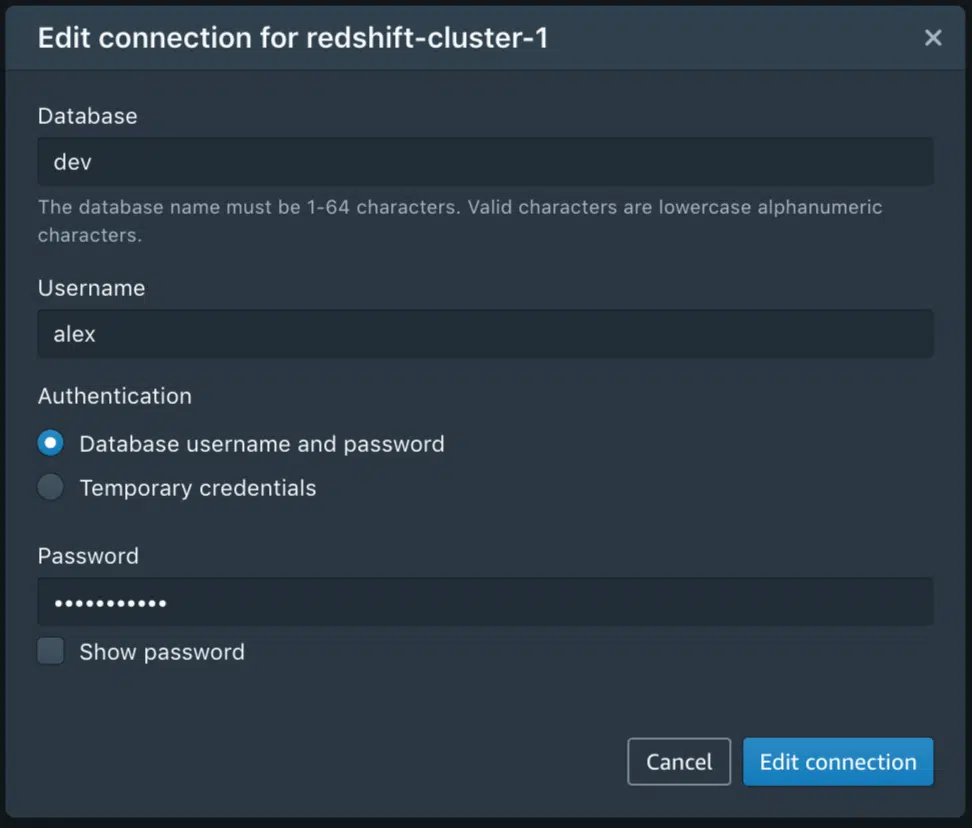 Edit connection for redshift-cluster-1
Database
dev
The database name must be 1-64 characters. Valid characters are lowercase alphanumeric
characters.
Username
alex
Authentication
Database username and password
Temporary credentials
Password
•••••••••••
Show password
Cancel
Edit connection